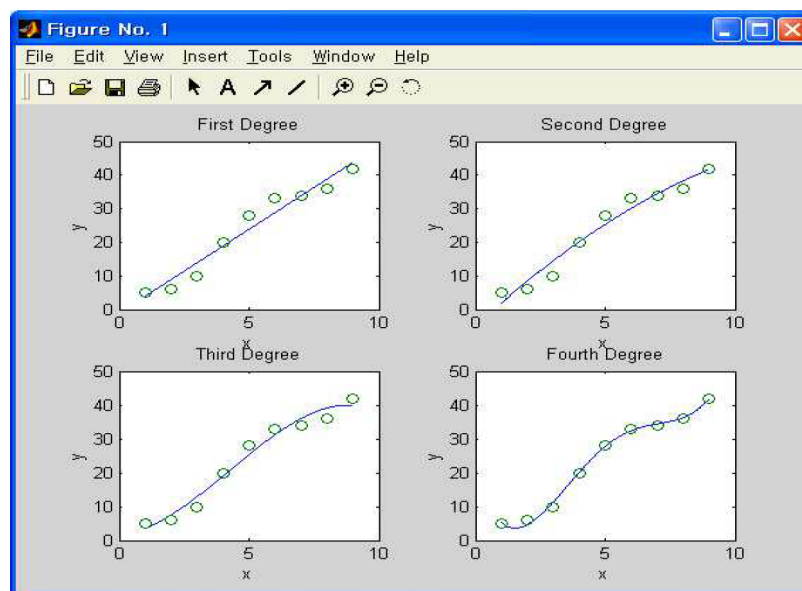 Figure No. 1
File Edit View Insert Tools Window Help
A
First Degree
50
40
30
20
10
0
y
0 5 10
x
Second Degree
50
40
30
20
10
0
y
0 5 10
x
Third Degree
50
40
30
20
10
0
y
0 5 10
x
Fourth Degree
50
40
30
20
10
0
y
0 5 10
x